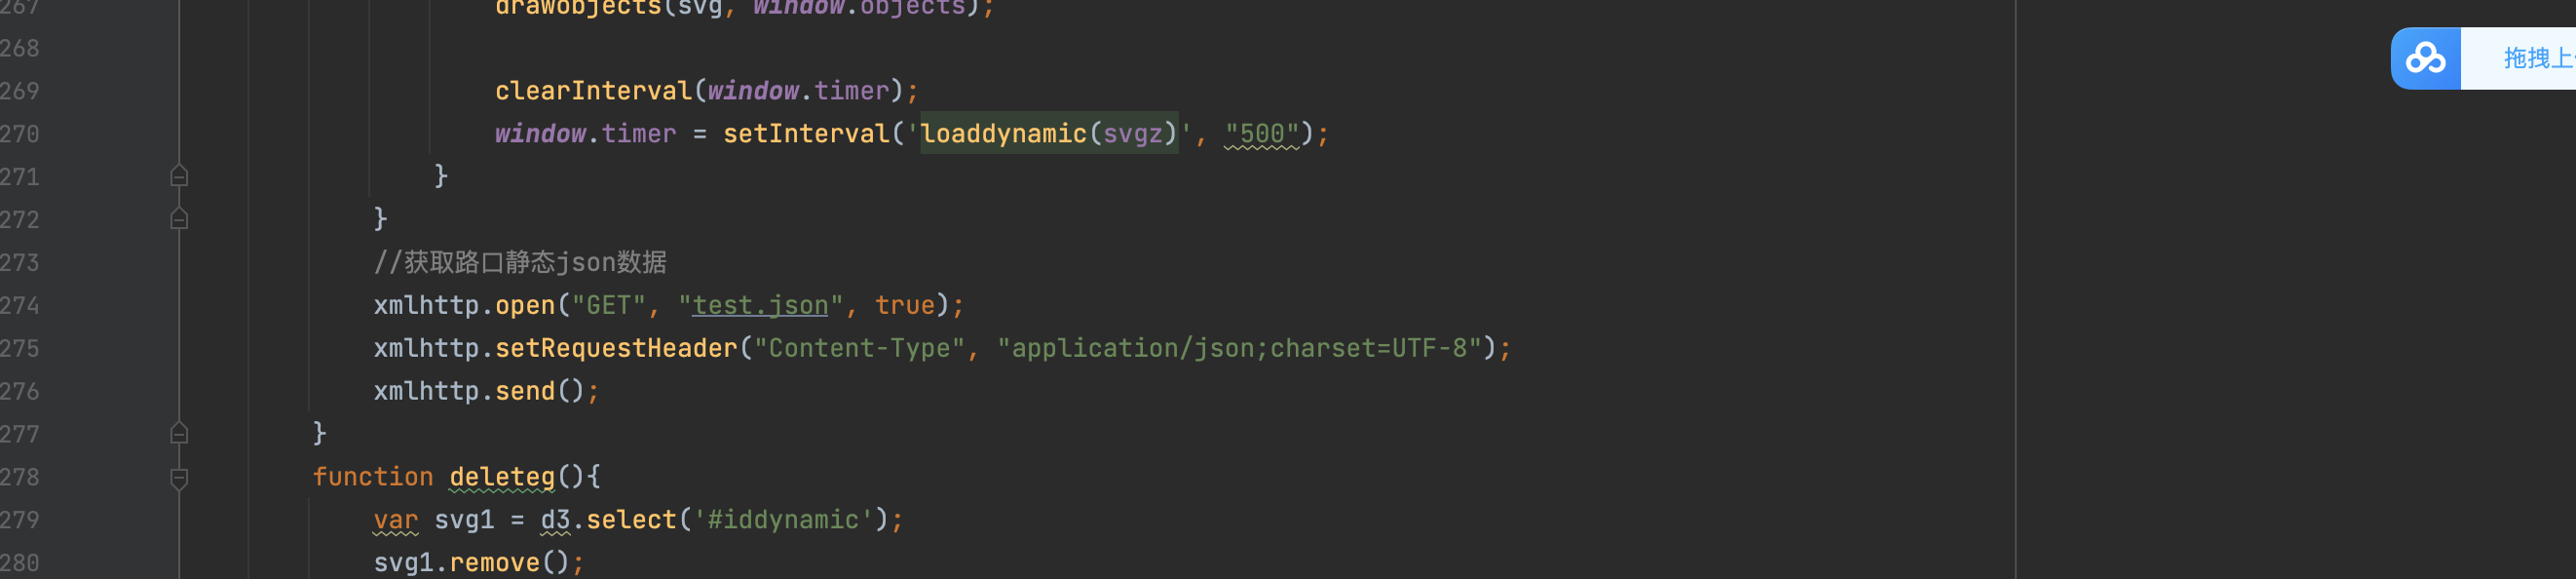 267 drawobjects(svg, window.objects);
268
269 clearInterval(window.timer);
270 window.timer = setInterval('loaddynamic(svgz)', "500");
271 }
272 }
273 //获取路口静态json数据
274 xmlhttp.open("GET", "test.json", true);
275 xmlhttp.setRequestHeader("Content-Type", "application/json;charset=UTF-8");
276 xmlhttp.send();
277 }
278 function deleteg(){
279 var svg1 = d3.select('#iddynamic');
280 svg1.remove();
拖拽上